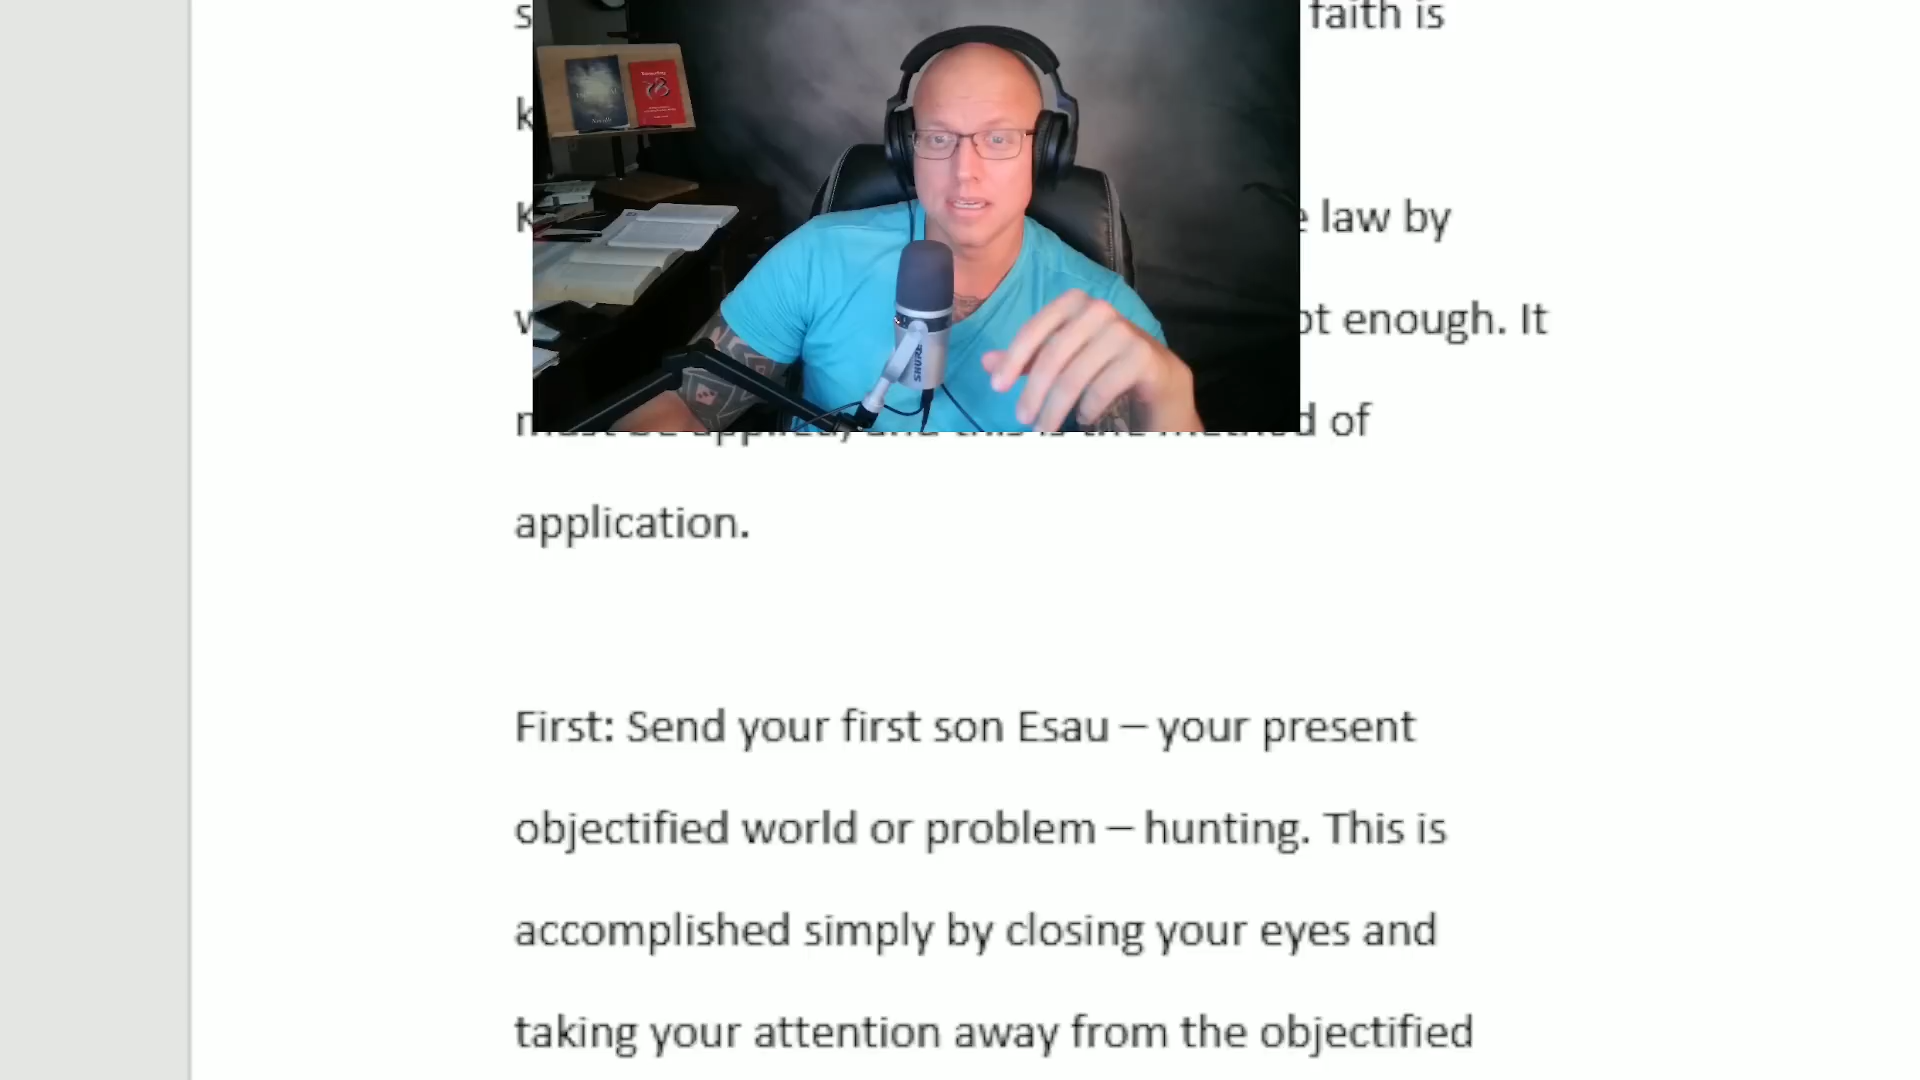 faith is
law by
enough. It
of
application.
First: Send your first son Esau – your present
objectified world or problem – hunting. This is
accomplished simply by closing your eyes and
taking your attention away from the objectified
SHURE